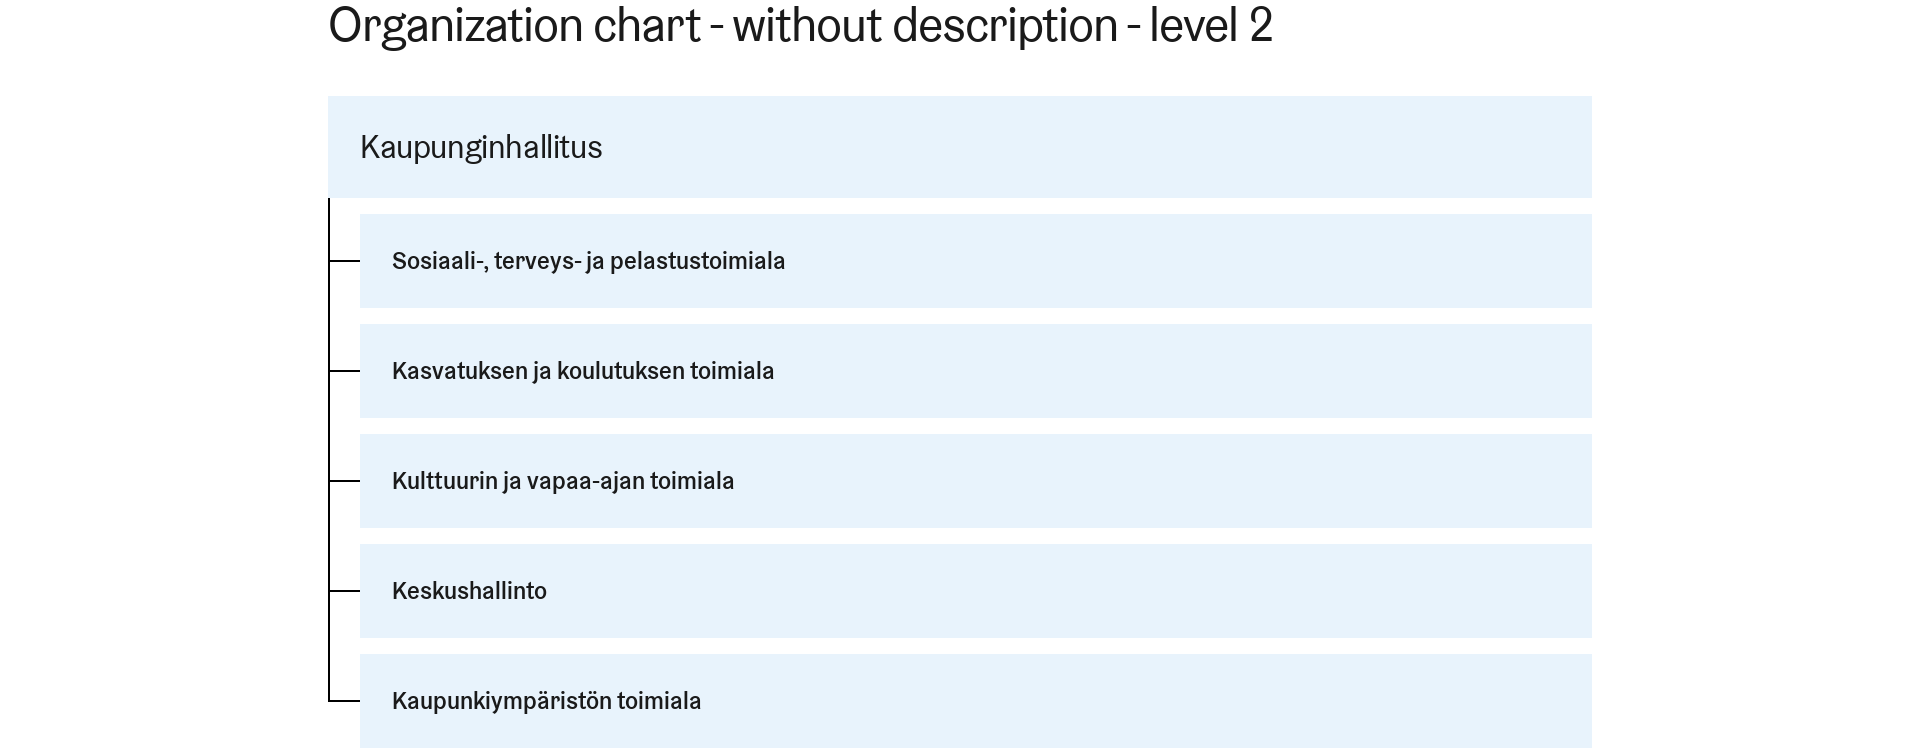 Organization chart - without description - level 2
Kaupunginhallitus
Sosiaali-, terveys- ja pelastustoimiala
Kasvatuksen ja koulutuksen toimiala
Kulttuurin ja vapaa-ajan toimiala
Keskushallinto
Kaupunkiympäristön toimiala